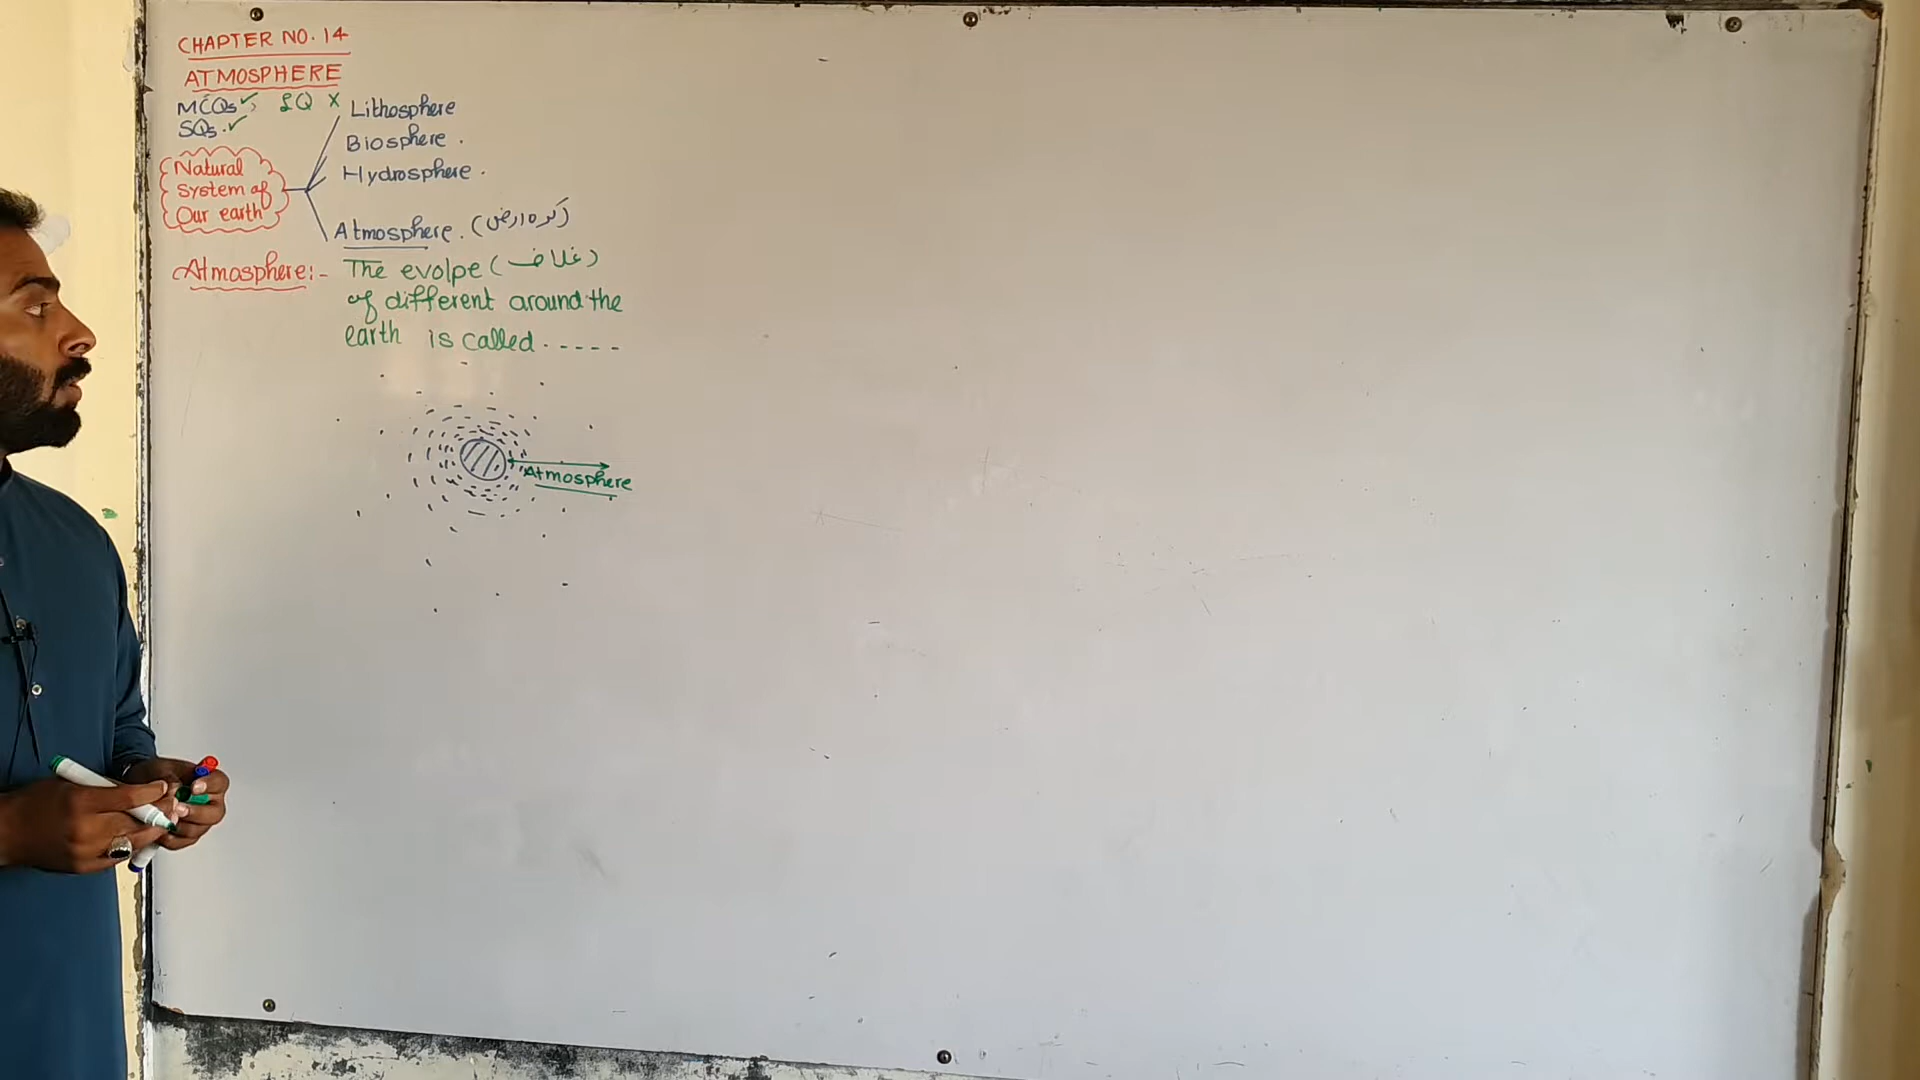 CHAPTER NO. 14
ATMOSPHERE
MCQs ✓, LQ ×
SQs. ✓
Lithosphere
Biosphere.
Hydrosphere.
Atmosphere. (کرہ ارض)
Natural
System of
Our earth
Atmosphere:- The evolpe (غلاف)
of different around the
earth is called.-----
Atmosphere